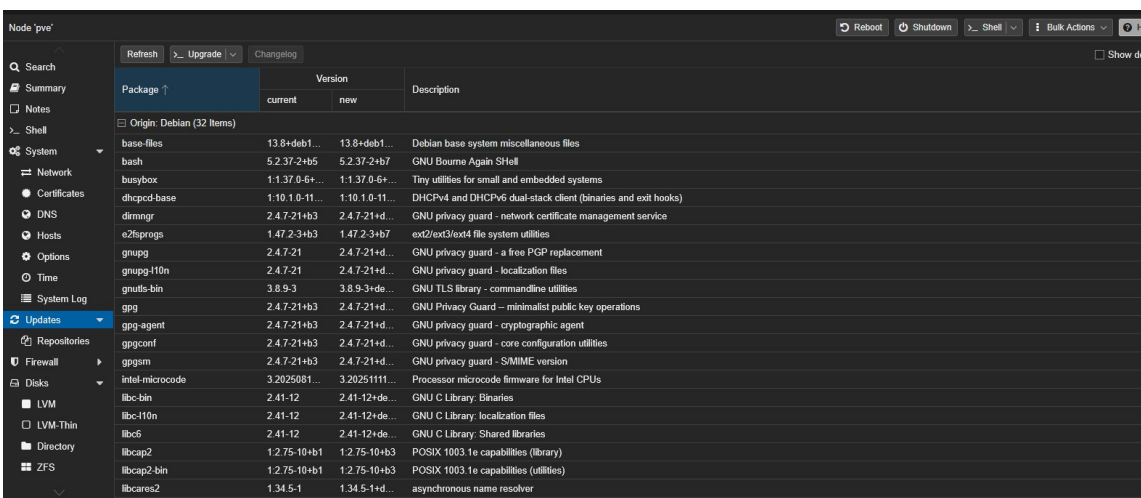 Node 'pve'
Reboot
Shutdown
>_ Shell
Bulk Actions
Search
Summary
Notes
>_ Shell
System
Network
Certificates
DNS
Hosts
Options
Time
System Log
Updates
Repositories
Firewall
Disks
LVM
LVM-Thin
Directory
ZFS
Refresh >_ Upgrade Changelog
Show de
Package ↑ Version Description
current new
Origin: Debian (32 Items)
base-files 13.8+deb1... 13.8+deb1... Debian base system miscellaneous files
bash 5.2.37-2+b5 5.2.37-2+b7 GNU Bourne Again SHell
busybox 1:1.37.0-6+... 1:1.37.0-6+... Tiny utilities for small and embedded systems
dhcpcd-base 1:10.1.0-11... 1:10.1.0-11... DHCPv4 and DHCPv6 dual-stack client (binaries and exit hooks)
dirmngr 2.4.7-21+b3 2.4.7-21+d... GNU privacy guard - network certificate management service
e2fsprogs 1.47.2-3+b3 1.47.2-3+b7 ext2/ext3/ext4 file system utilities
gnupg 2.4.7-21 2.4.7-21+d... GNU privacy guard - a free PGP replacement
gnupg-l10n 2.4.7-21 2.4.7-21+d... GNU privacy guard - localization files
gnutls-bin 3.8.9-3 3.8.9-3+de... GNU TLS library - commandline utilities
gpg 2.4.7-21+b3 2.4.7-21+d... GNU Privacy Guard -- minimalist public key operations
gpg-agent 2.4.7-21+b3 2.4.7-21+d... GNU privacy guard - cryptographic agent
gpgconf 2.4.7-21+b3 2.4.7-21+d... GNU privacy guard - core configuration utilities
gpgsm 2.4.7-21+b3 2.4.7-21+d... GNU privacy guard - S/MIME version
intel-microcode 3.2025081... 3.20251111... Processor microcode firmware for Intel CPUs
libc-bin 2.41-12 2.41-12+de... GNU C Library: Binaries
libc-l10n 2.41-12 2.41-12+de... GNU C Library: localization files
libc6 2.41-12 2.41-12+de... GNU C Library: Shared libraries
libcap2 1:2.75-10+b1 1:2.75-10+b3 POSIX 1003.1e capabilities (library)
libcap2-bin 1:2.75-10+b1 1:2.75-10+b3 POSIX 1003.1e capabilities (utilities)
libcares2 1.34.5-1 1.34.5-1+d... asynchronous name resolver